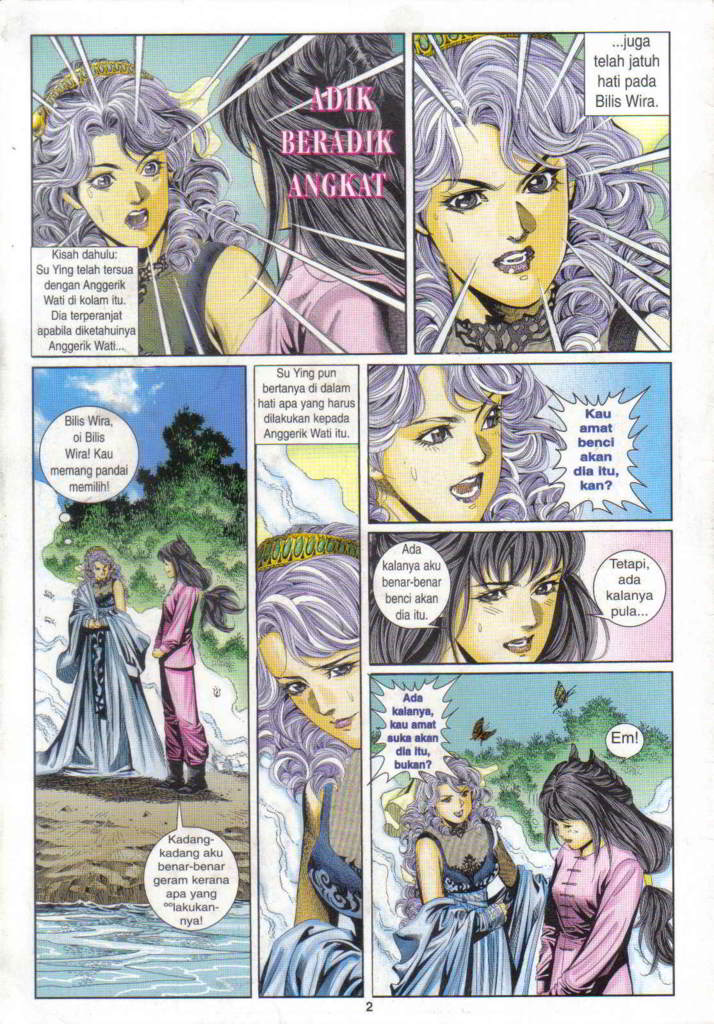 ADIK
BERADIK
ANGKAT
Kisah dahulu:
Su Ying telah tersua
dengan Anggerik
Wati di kolam itu.
Dia terperanjat
apabila diketahuinya
Anggerik Wati...
...juga
telah jatuh
hati pada
Bilis Wira.
Bilis Wira,
oi Bilis
Wira! Kau
memang pandai
memilih!
Kadang-
kadang aku
benar-benar
geram kerana
apa yang
lakukan-
nya!
Su Ying pun
bertanya di dalam
hati apa yang harus
dilakukan kepada
Anggerik Wati itu.
Kau
amat
benci
akan
dia itu,
kan?
Ada
kalanya aku
benar-benar
benci akan
dia itu.
Tetapi,
ada
kalanya
pula...
Ada
kalanya,
kau amat
suka akan
dia itu,
bukan?
Em!
2